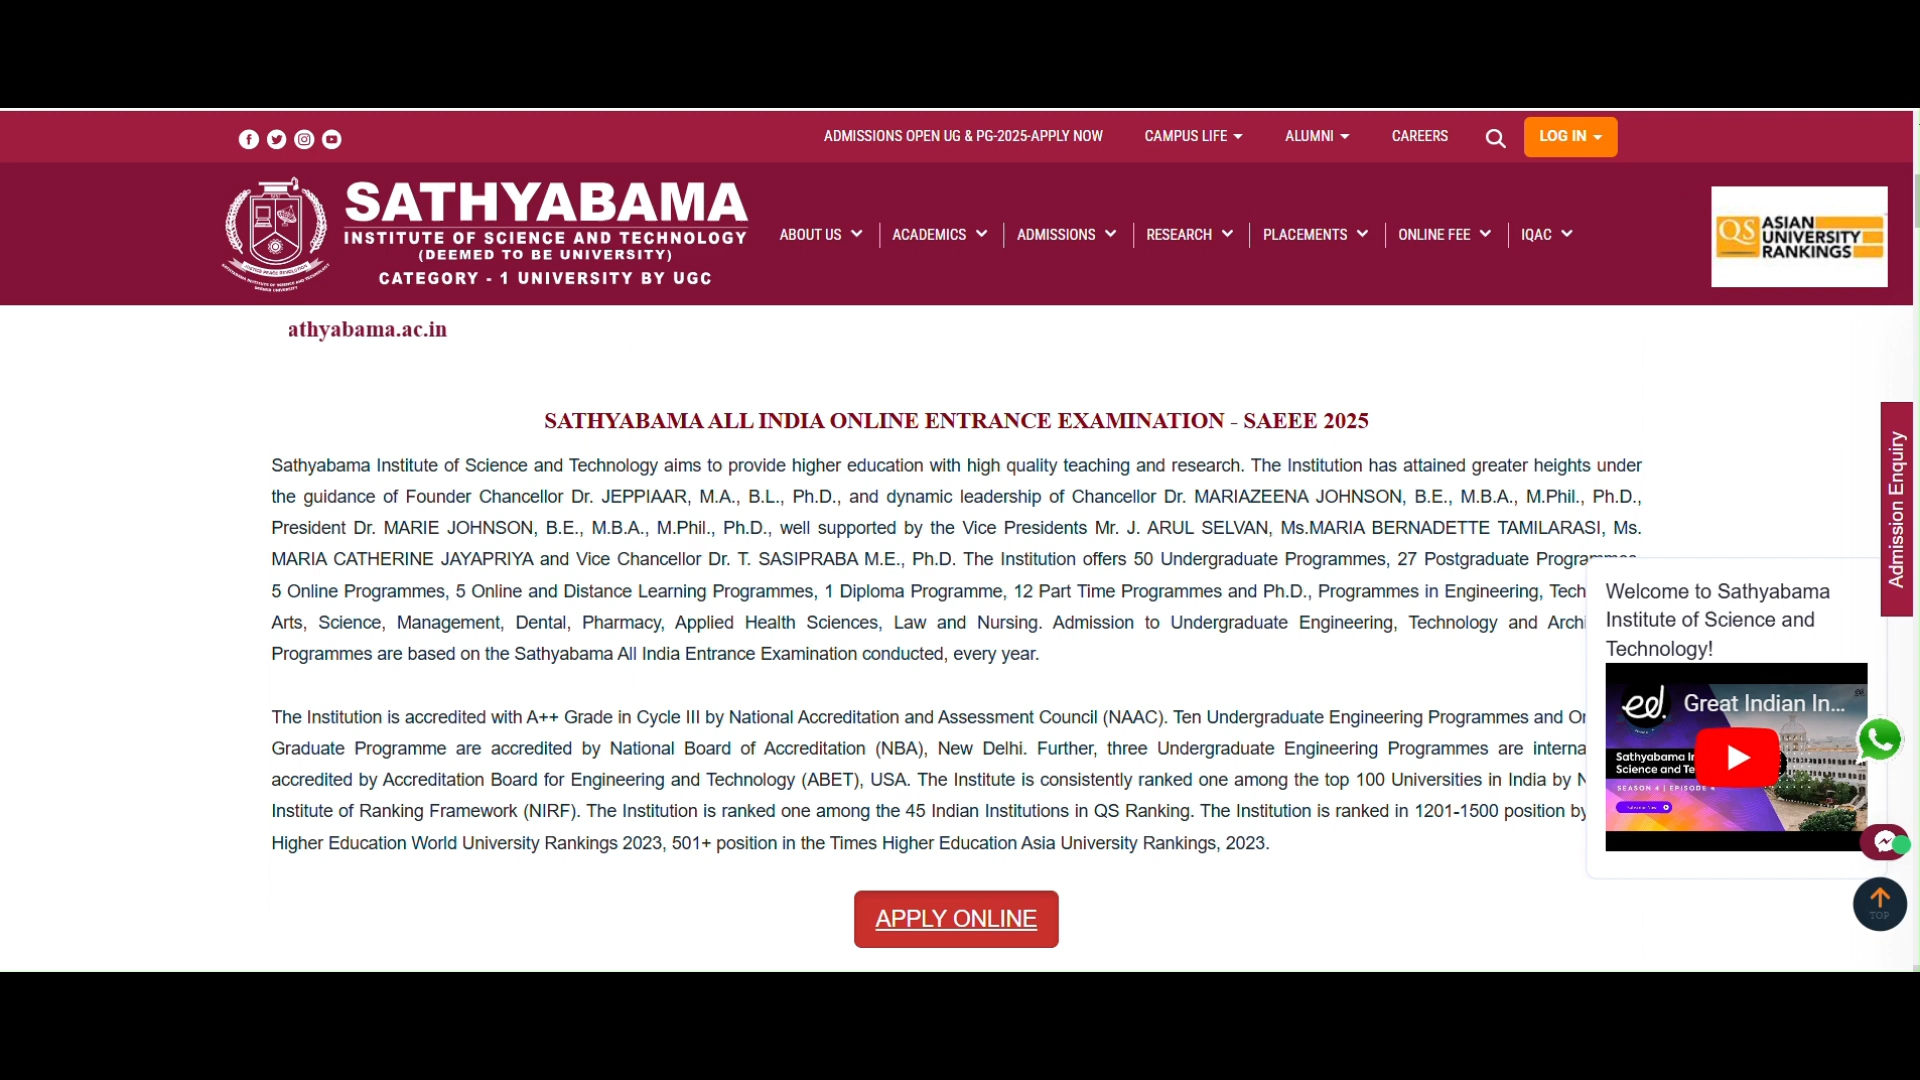 ADMISSIONS OPEN UG & PG-2025-APPLY NOW CAMPUS LIFE ALUMNI CAREERS LOG IN
SATHYABAMA
INSTITUTE OF SCIENCE AND TECHNOLOGY
(DEEMED TO BE UNIVERSITY)
CATEGORY - 1 UNIVERSITY BY UGC
ABOUT US ACADEMICS ADMISSIONS RESEARCH PLACEMENTS ONLINE FEE IQAC
QS ASIAN
UNIVERSITY
RANKINGS
athyabama.ac.in
SATHYABAMA ALL INDIA ONLINE ENTRANCE EXAMINATION - SAEEE 2025
Sathyabama Institute of Science and Technology aims to provide higher education with high quality teaching and research. The Institution has attained greater heights under
the guidance of Founder Chancellor Dr. JEPPIAAR, M.A., B.L., Ph.D., and dynamic leadership of Chancellor Dr. MARIAZEENA JOHNSON, B.E., M.B.A., M.Phil., Ph.D.,
President Dr. MARIE JOHNSON, B.E., M.B.A., M.Phil., Ph.D., well supported by the Vice Presidents Mr. J. ARUL SELVAN, Ms.MARIA BERNADETTE TAMILARASI, Ms.
MARIA CATHERINE JAYAPRIYA and Vice Chancellor Dr. T. SASIPRABA M.E., Ph.D. The Institution offers 50 Undergraduate Programmes, 27 Postgraduate Programmes,
5 Online Programmes, 5 Online and Distance Learning Programmes, 1 Diploma Programme, 12 Part Time Programmes and Ph.D., Programmes in Engineering, Tech
Arts, Science, Management, Dental, Pharmacy, Applied Health Sciences, Law and Nursing. Admission to Undergraduate Engineering, Technology and Archi
Programmes are based on the Sathyabama All India Entrance Examination conducted, every year.
The Institution is accredited with A++ Grade in Cycle III by National Accreditation and Assessment Council (NAAC). Ten Undergraduate Engineering Programmes and On
Graduate Programme are accredited by National Board of Accreditation (NBA), New Delhi. Further, three Undergraduate Engineering Programmes are interna
accredited by Accreditation Board for Engineering and Technology (ABET), USA. The Institute is consistently ranked one among the top 100 Universities in India by N
Institute of Ranking Framework (NIRF). The Institution is ranked one among the 45 Indian Institutions in QS Ranking. The Institution is ranked in 1201-1500 position by
Higher Education World University Rankings 2023, 501+ position in the Times Higher Education Asia University Rankings, 2023.
APPLY ONLINE
Admission Enquiry
Welcome to Sathyabama
Institute of Science and
Technology!
ed. Great Indian In...
Sathyabama In
Science and Te
SEASON 4 | EPISODE 4
TOP